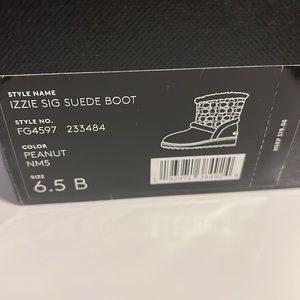 STYLE NAME
IZZIE SIG SUEDE BOOT
STYLE NO.
FG4597 233484
COLOR
PEANUT
NM5
SIZE
6.5 B